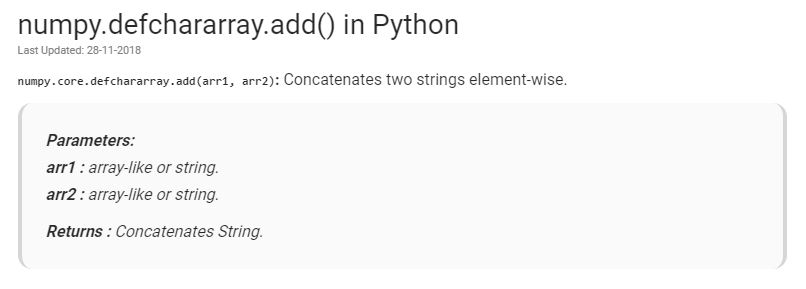 numpy.defchararray.add() in Python
Last Updated: 28-11-2018
numpy.core.defchararray.add(arr1, arr2): Concatenates two strings element-wise.
Parameters:
arr1 : array-like or string.
arr2 : array-like or string.
Returns : Concatenates String.